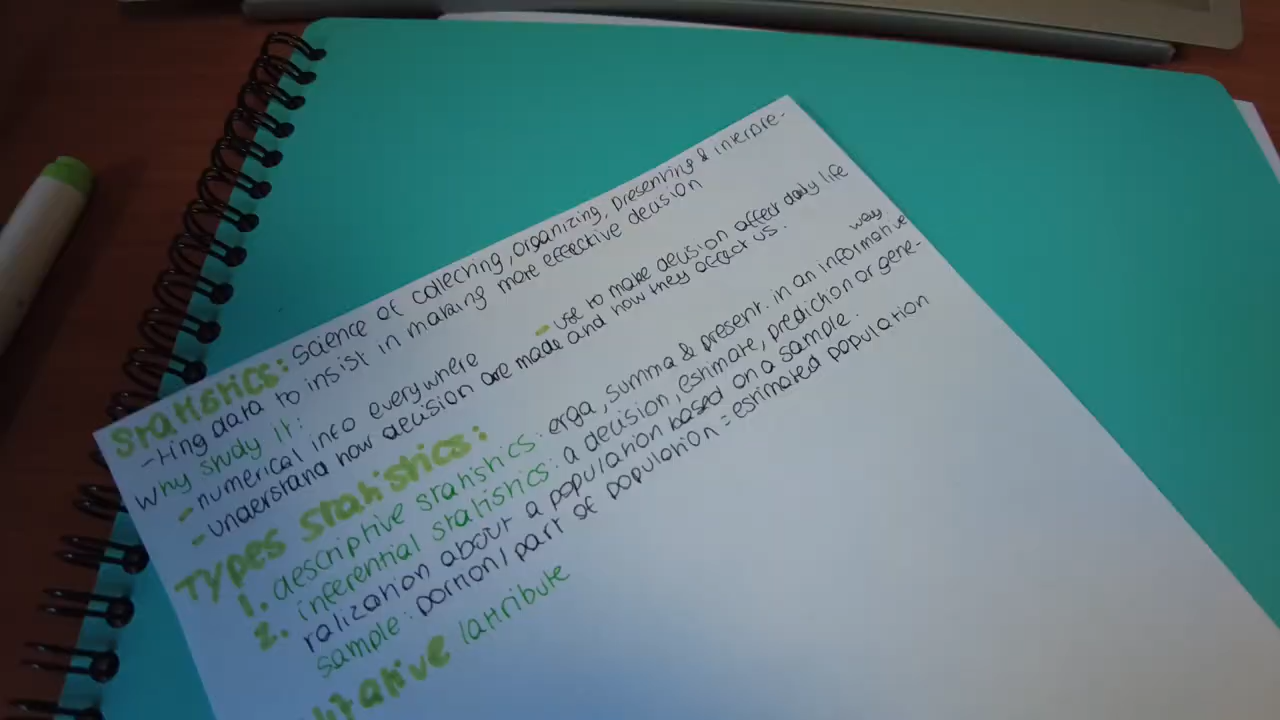 Statistics: science of collecting, organizing, presenting & interpre-
-ting data to insist in making more effective decision
Why study it:
- numerical info everywhere - use to make decision affect daily life
- understand how decision are made and how they affect us.
Types statistics:
1. descriptive statistics: orga, summa & present. in an informative way
2. inferential statistics: a decision, estimate, prediction or gene-
ralization about a population based on a sample.
sample: portion/ part of population = estimated population
litative /attribute